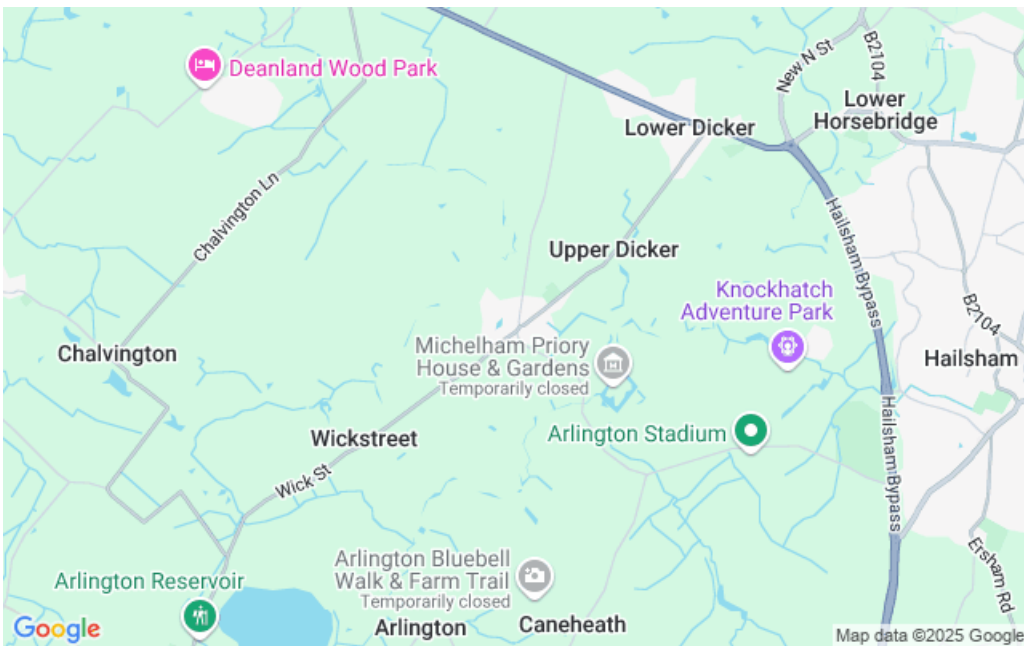 Deanland Wood Park
New N St
B2104
Lower
Horsebridge
Lower Dicker
Chalvington Ln
Hailsham Bypass
Upper Dicker
Knockhatch
Adventure Park
B2104
Chalvington
Michelham Priory
House & Gardens
Temporarily closed
Hailsham
Wickstreet
Arlington Stadium
Hailsham Bypass
Wick St
Arlington Bluebell
Walk & Farm Trail
Temporarily closed
Arlington Reservoir
Ersham Rd
Google
Arlington
Caneheath
Map data ©2025 Google